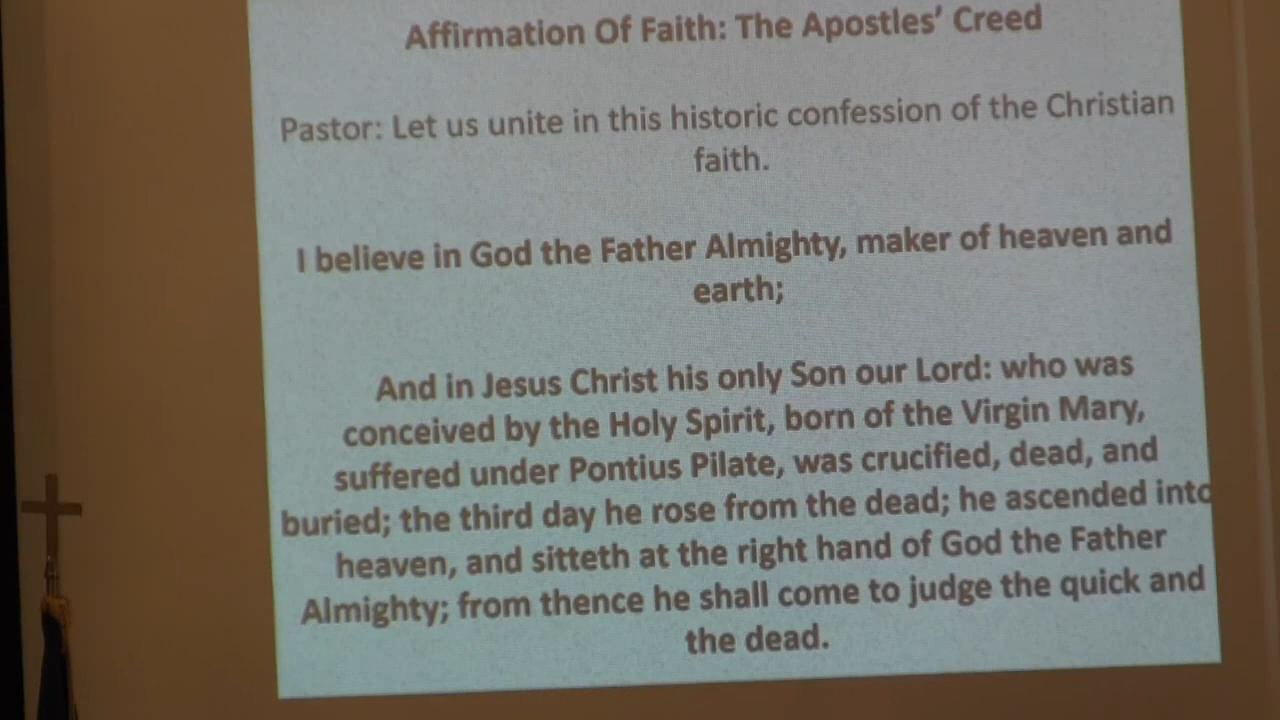 Affirmation Of Faith: The Apostles’ Creed
Pastor: Let us unite in this historic confession of the Christian
faith.
I believe in God the Father Almighty, maker of heaven and
earth;
And in Jesus Christ his only Son our Lord: who was
conceived by the Holy Spirit, born of the Virgin Mary,
suffered under Pontius Pilate, was crucified, dead, and
buried; the third day he rose from the dead; he ascended into
heaven, and sitteth at the right hand of God the Father
Almighty; from thence he shall come to judge the quick and
the dead.